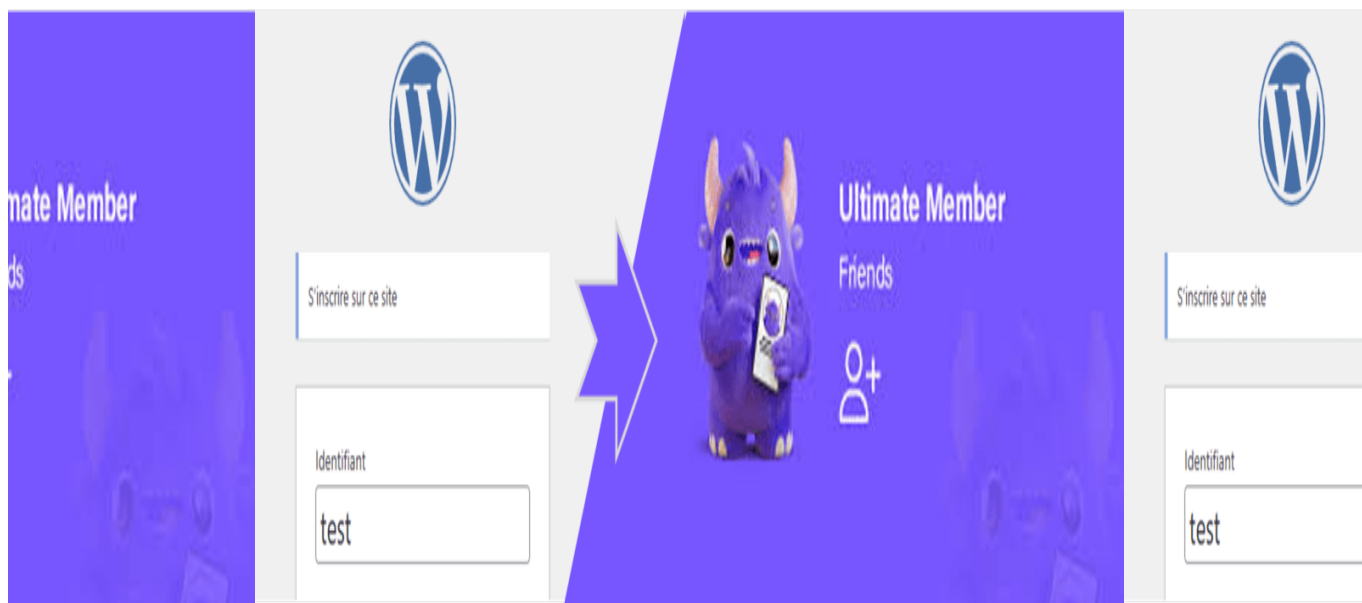 mate Member
ds
S'inscrire sur ce site
Identifiant
test
Ultimate Member
Friends
S'inscrire sur ce site
Identifiant
test